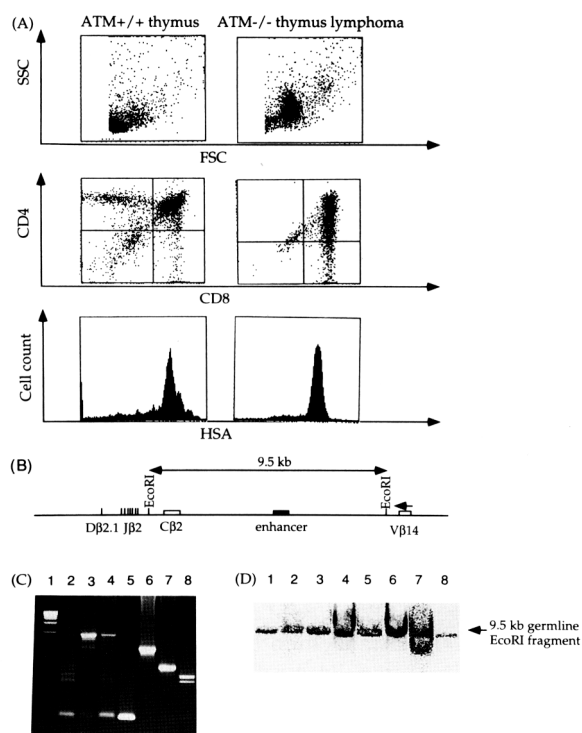 (A) ATM+/+ thymus ATM-/- thymus lymphoma
SSC
FSC
CD4
CD8
Cell count
HSA
(B)
9.5 kb
EcoRI
EcoRI
Dβ2.1 Jβ2 Cβ2 enhancer Vβ14
(C) 1 2 3 4 5 6 7 8
(D) 1 2 3 4 5 6 7 8
9.5 kb germline
EcoRI fragment